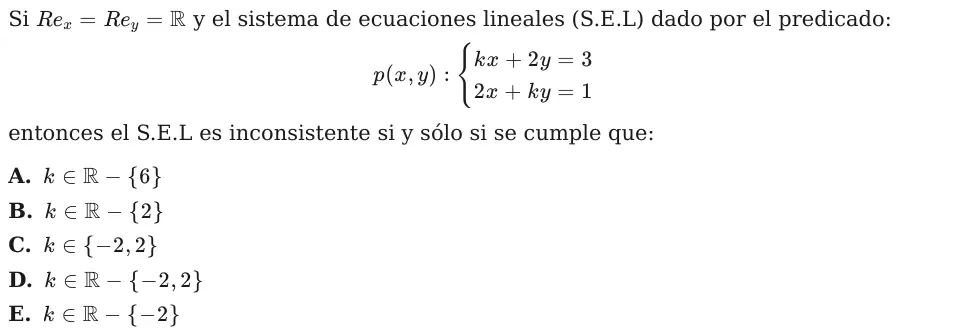 Si Re_x = Re_y = ℝ y el sistema de ecuaciones lineales (S.E.L) dado por el predicado:
p(x, y) : { kx + 2y = 3
2x + ky = 1
entonces el S.E.L es inconsistente si y sólo si se cumple que:
A. k ∈ ℝ − {6}
B. k ∈ ℝ − {2}
C. k ∈ {−2, 2}
D. k ∈ ℝ − {−2, 2}
E. k ∈ ℝ − {−2}